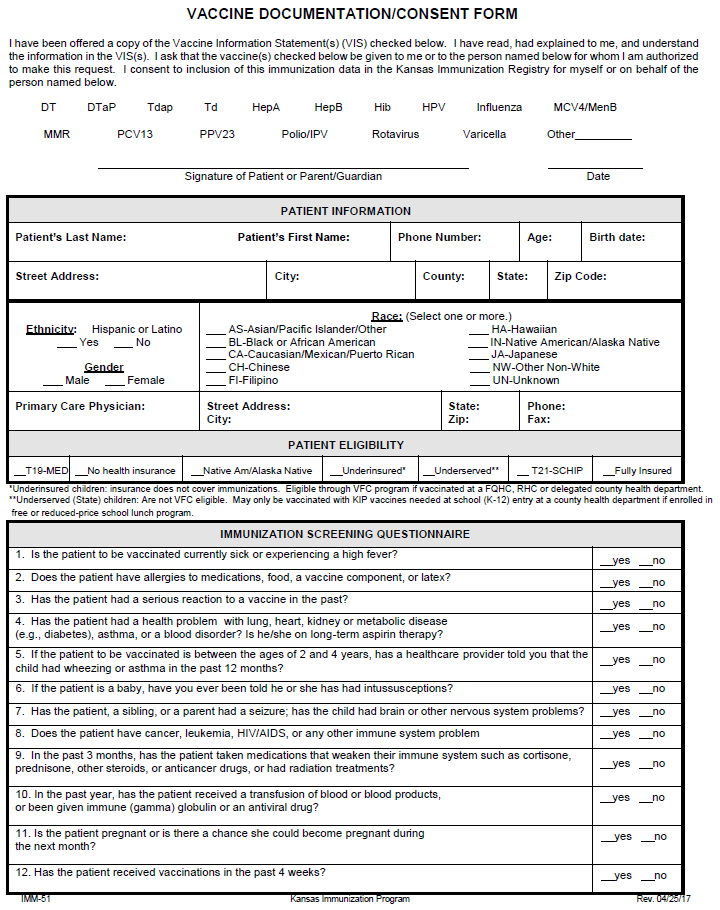 VACCINE DOCUMENTATION/CONSENT FORM
I have been offered a copy of the Vaccine Information Statement(s) (VIS) checked below. I have read, had explained to me, and understand
the information in the VIS(s). I ask that the vaccine(s) checked below be given to me or to the person named below for whom I am authorized
to make this request. I consent to inclusion of this immunization data in the Kansas Immunization Registry for myself or on behalf of the
person named below.
DT DTaP Tdap Td HepA HepB Hib HPV Influenza MCV4/MenB
MMR PCV13 PPV23 Polio/IPV Rotavirus Varicella Other_________
Signature of Patient or Parent/Guardian Date
PATIENT INFORMATION
Patient's Last Name: Patient's First Name: Phone Number: Age: Birth date:
Street Address: City: County: State: Zip Code:
Race: (Select one or more.)
Ethnicity: Hispanic or Latino ___ AS-Asian/Pacific Islander/Other ___ HA-Hawaiian
___ Yes ___ No ___ BL-Black or African American ___ IN-Native American/Alaska Native
___ CA-Caucasian/Mexican/Puerto Rican ___ JA-Japanese
Gender ___ CH-Chinese ___ NW-Other Non-White
___ Male ___ Female ___ FI-Filipino ___ UN-Unknown
Primary Care Physician: Street Address: State: Phone:
City: Zip: Fax:
PATIENT ELIGIBILITY
__T19-MED __No health insurance __Native Am/Alaska Native __Underinsured* __Underserved** __ T21-SCHIP __Fully Insured
*Underinsured children: insurance does not cover immunizations. Eligible through VFC program if vaccinated at a FQHC, RHC or delegated county health department.
**Underserved (State) children: Are not VFC eligible. May only be vaccinated with KIP vaccines needed at school (K-12) entry at a county health department if enrolled in
free or reduced-price school lunch program.
IMMUNIZATION SCREENING QUESTIONNAIRE
1. Is the patient to be vaccinated currently sick or experiencing a high fever? __yes __no
2. Does the patient have allergies to medications, food, a vaccine component, or latex? __yes __no
3. Has the patient had a serious reaction to a vaccine in the past? __yes __no
4. Has the patient had a health problem with lung, heart, kidney or metabolic disease
(e.g., diabetes), asthma, or a blood disorder? Is he/she on long-term aspirin therapy? __yes __no
5. If the patient to be vaccinated is between the ages of 2 and 4 years, has a healthcare provider told you that the
child had wheezing or asthma in the past 12 months? __yes __no
6. If the patient is a baby, have you ever been told he or she has had intussusceptions? __yes __no
7. Has the patient, a sibling, or a parent had a seizure; has the child had brain or other nervous system problems? __yes __no
8. Does the patient have cancer, leukemia, HIV/AIDS, or any other immune system problem __yes __no
9. In the past 3 months, has the patient taken medications that weaken their immune system such as cortisone,
prednisone, other steroids, or anticancer drugs, or had radiation treatments? __yes __no
10. In the past year, has the patient received a transfusion of blood or blood products,
or been given immune (gamma) globulin or an antiviral drug? __yes __no
11. Is the patient pregnant or is there a chance she could become pregnant during
the next month? __yes __no
12. Has the patient received vaccinations in the past 4 weeks? __yes __no
IMM-51 Kansas Immunization Program Rev. 04/25/17